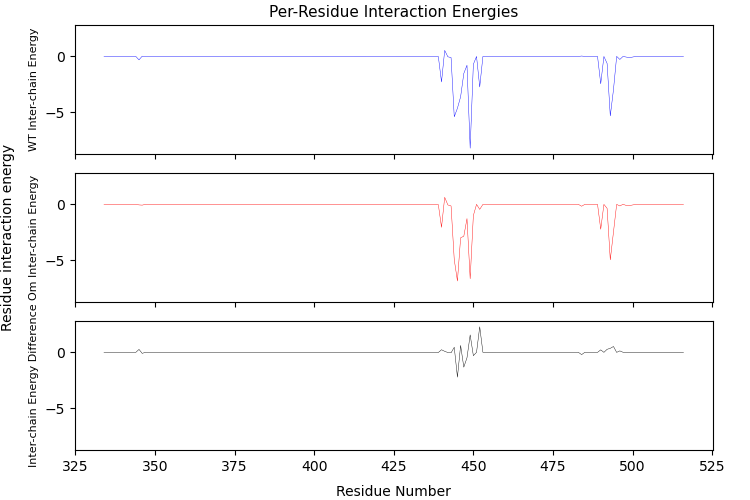 Per-Residue Interaction Energies
Residue interaction energy
WT Inter-chain Energy
0
−5
Om Inter-chain Energy
0
−5
Inter-chain Energy Difference
0
−5
325 350 375 400 425 450 475 500 525
Residue Number